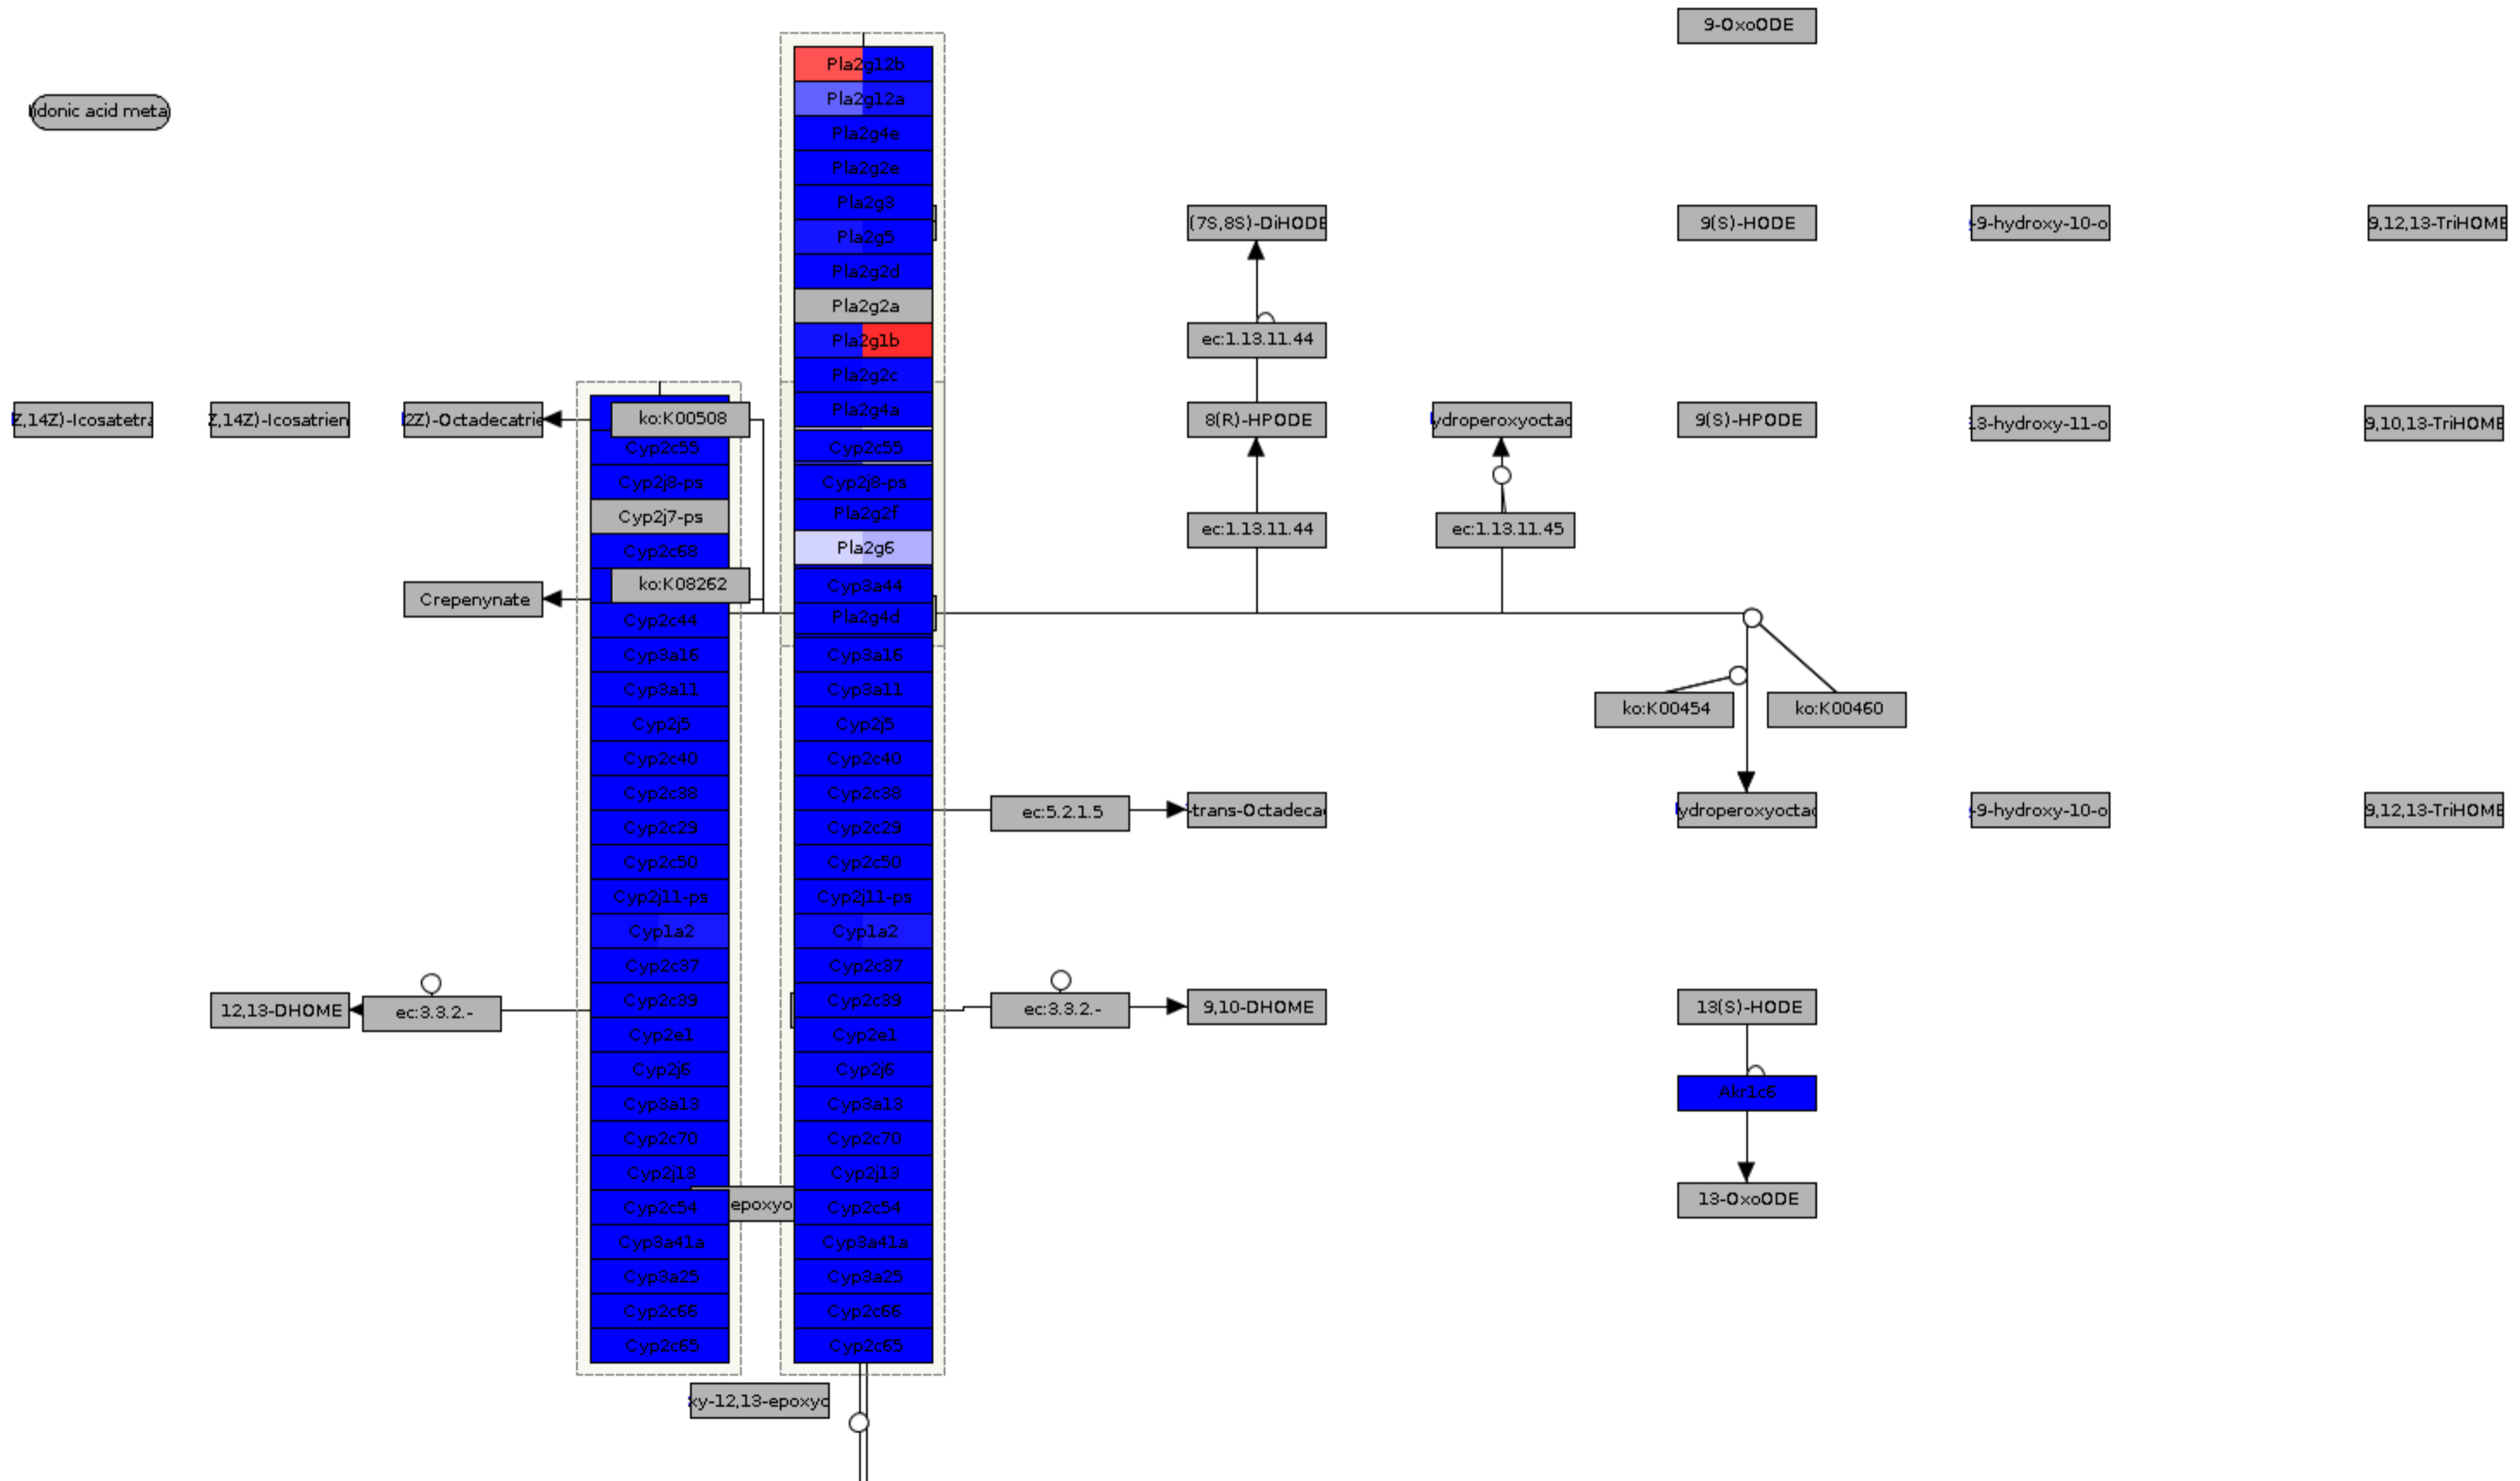 9-OxoODE
idonic acid meta
Pla2g12b
Pla2g12a
Pla2g4e
Pla2g2e
Pla2g3
Pla2g5
Pla2g2d
Pla2g2a
Pla2g1b
Pla2g2c
Pla2g4a
Cyp2c55
Cyp2j8-ps
Pla2g2f
Pla2g6
Cyp3a44
Pla2g4d
Cyp3a16
Cyp3a11
Cyp2j5
Cyp2c40
Cyp2c38
Cyp2c29
Cyp2c50
Cyp2j11-ps
Cyp1a2
Cyp2c37
Cyp2c39
Cyp2e1
Cyp2j6
Cyp3a13
Cyp2c70
Cyp2j13
Cyp2c54
Cyp3a41a
Cyp3a25
Cyp2c66
Cyp2c65
(7S,8S)-DiHODE
9(S)-HODE
-9-hydroxy-10-o
9,12,13-TriHOME
ec:1.13.11.44
Z,14Z)-Icosatetra
Z,14Z)-Icosatrien
2Z)-Octadecatrie
ko:K00508
8(R)-HPODE
ydroperoxyoctac
9(S)-HPODE
13-hydroxy-11-o
9,10,13-TriHOME
Cyp2c55
Cyp2j8-ps
Cyp2j7-ps
Cyp2c68
ko:K08262
Cyp2c44
Cyp3a16
Cyp3a11
Cyp2j5
Cyp2c40
Cyp2c38
Cyp2c29
Cyp2c50
Cyp2j11-ps
Cyp1a2
Cyp2c37
Cyp2c39
Cyp2e1
Cyp2j6
Cyp3a13
Cyp2c70
Cyp2j13
Cyp2c54
Cyp3a41a
Cyp3a25
Cyp2c66
Cyp2c65
ec:1.13.11.44
ec:1.13.11.45
Crepenynate
ko:K00454
ko:K00460
ec:5.2.1.5
-trans-Octadeca
ydroperoxyoctac
-9-hydroxy-10-o
9,12,13-TriHOME
12,13-DHOME
ec:3.3.2.-
ec:3.3.2.-
9,10-DHOME
13(S)-HODE
Akr1c6
13-OxoODE
epoxyo
xy-12,13-epoxyc